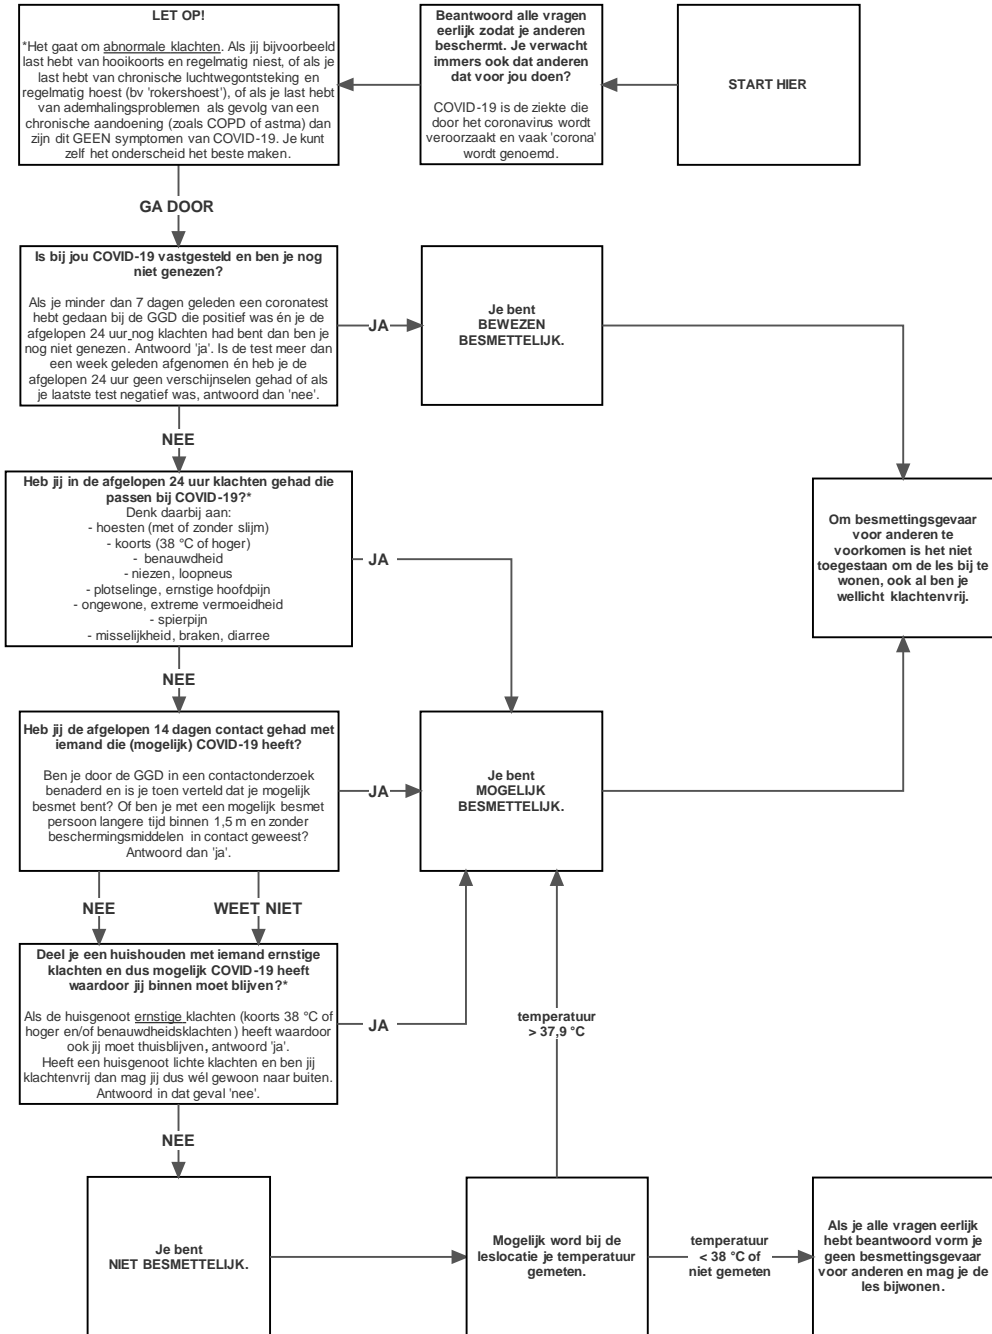 START HIER
Beantwoord alle vragen
eerlijk zodat je anderen
beschermt. Je verwacht
immers ook dat anderen
dat voor jou doen?
COVID-19 is de ziekte die
door het coronavirus wordt
veroorzaakt en vaak 'corona'
wordt genoemd.
LET OP!
*Het gaat om abnormale klachten. Als jij bijvoorbeeld
last hebt van hooikoorts en regelmatig niest, of als je
last hebt van chronische luchtwegontsteking en
regelmatig hoest (bv 'rokershoest'), of als je last hebt
van ademhalingsproblemen als gevolg van een
chronische aandoening (zoals COPD of astma) dan
zijn dit GEEN symptomen van COVID-19. Je kunt
zelf het onderscheid het beste maken.
GA DOOR
Is bij jou COVID-19 vastgesteld en ben je nog
niet genezen?
Als je minder dan 7 dagen geleden een coronatest
hebt gedaan bij de GGD die positief was én je de
afgelopen 24 uur nog klachten had bent dan ben je
nog niet genezen. Antwoord 'ja'. Is de test meer dan
een week geleden afgenomen én heb je de
afgelopen 24 uur geen verschijnselen gehad of als
je laatste test negatief was, antwoord dan 'nee'.
JA
Je bent
BEWEZEN
BESMETTELIJK.
NEE
Heb jij in de afgelopen 24 uur klachten gehad die
passen bij COVID-19?*
Denk daarbij aan:
- hoesten (met of zonder slijm)
- koorts (38 °C of hoger)
- benauwdheid
- niezen, loopneus
- plotselinge, ernstige hoofdpijn
- ongewone, extreme vermoeidheid
- spierpijn
- misselijkheid, braken, diarree
JA
Om besmettingsgevaar
voor anderen te
voorkomen is het niet
toegestaan om de les bij te
wonen, ook al ben je
wellicht klachtenvrij.
NEE
Heb jij de afgelopen 14 dagen contact gehad met
iemand die (mogelijk) COVID-19 heeft?
Ben je door de GGD in een contactonderzoek
benaderd en is je toen verteld dat je mogelijk
besmet bent? Of ben je met een mogelijk besmet
persoon langere tijd binnen 1,5 m en zonder
beschermingsmiddelen in contact geweest?
Antwoord dan 'ja'.
JA
Je bent
MOGELIJK
BESMETTELIJK.
NEE
WEET NIET
Deel je een huishouden met iemand ernstige
klachten en dus mogelijk COVID-19 heeft
waardoor jij binnen moet blijven?*
Als de huisgenoot ernstige klachten (koorts 38 °C of
hoger en/of benauwdheidsklachten) heeft waardoor
ook jij moet thuisblijven, antwoord 'ja'.
Heeft een huisgenoot lichte klachten en ben jij
klachtenvrij dan mag jij dus wél gewoon naar buiten.
Antwoord in dat geval 'nee'.
JA
temperatuur
> 37,9 °C
NEE
Je bent
NIET BESMETTELIJK.
Mogelijk word bij de
leslocatie je temperatuur
gemeten.
temperatuur
< 38 °C of
niet gemeten
Als je alle vragen eerlijk
hebt beantwoord vorm je
geen besmettingsgevaar
voor anderen en mag je de
les bijwonen.